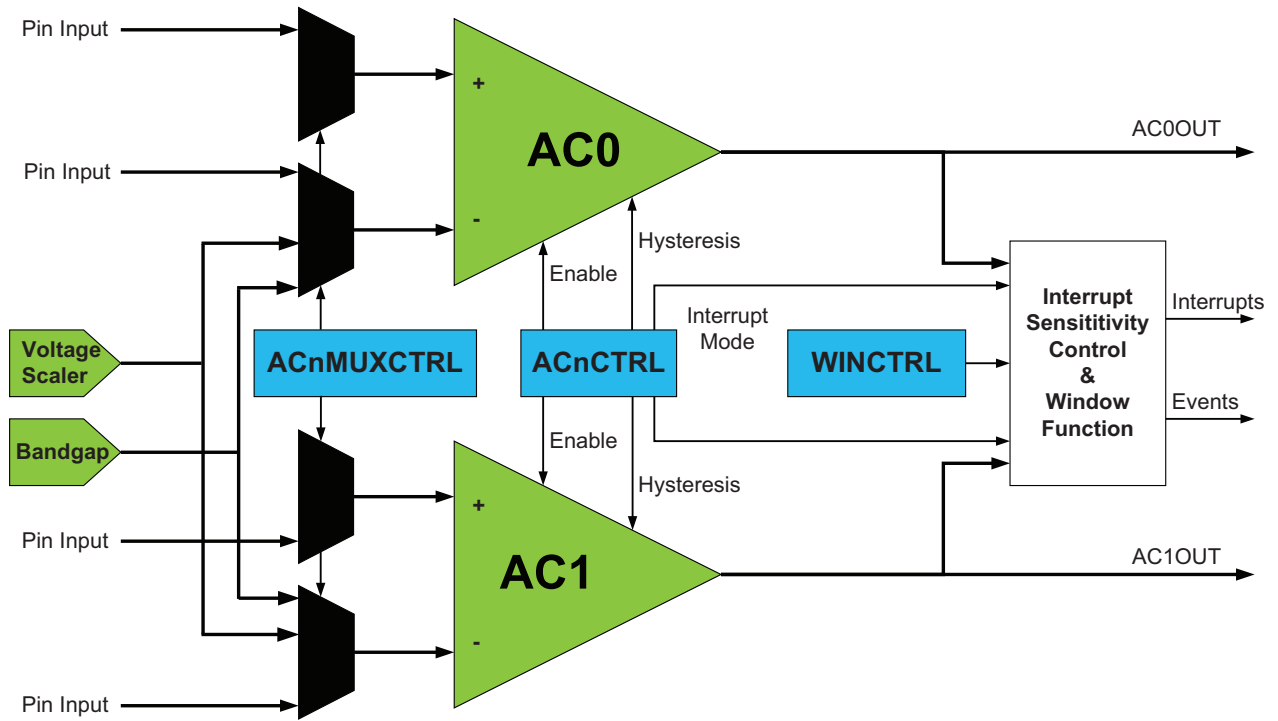 Pin Input
+
AC0
AC0OUT
Pin Input
-
Hysteresis
Enable
Interrupt
Mode
Interrupt
Sensititivity
Control
&
Window
Function
Interrupts
Voltage
Scaler
ACnMUXCTRL
ACnCTRL
WINCTRL
Events
Bandgap
Enable
Hysteresis
+
Pin Input
AC1
AC1OUT
-
Pin Input